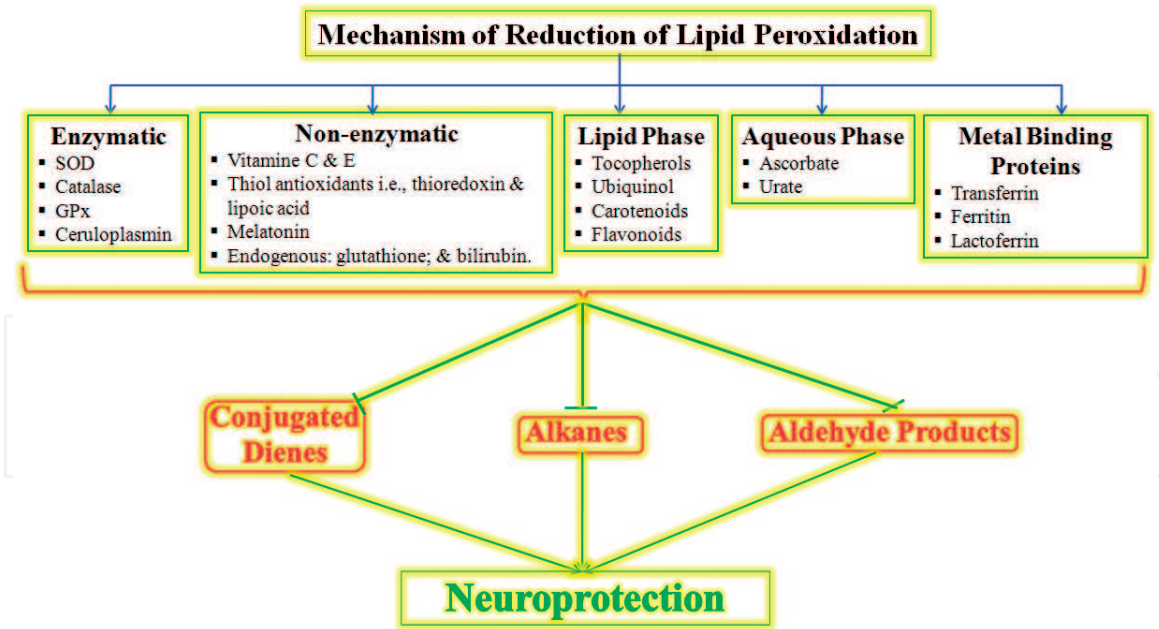 Mechanism of Reduction of Lipid Peroxidation
Enzymatic
▪ SOD
▪ Catalase
▪ GPx
▪ Ceruloplasmin
Non-enzymatic
▪ Vitamine C & E
▪ Thiol antioxidants i.e., thioredoxin &
lipoic acid
▪ Melatonin
▪ Endogenous: glutathione; & bilirubin.
Lipid Phase
▪ Tocopherols
▪ Ubiquinol
▪ Carotenoids
▪ Flavonoids
Aqueous Phase
▪ Ascorbate
▪ Urate
Metal Binding
Proteins
▪ Transferrin
▪ Ferritin
▪ Lactoferrin
Conjugated
Dienes
Alkanes
Aldehyde Products
Neuroprotection